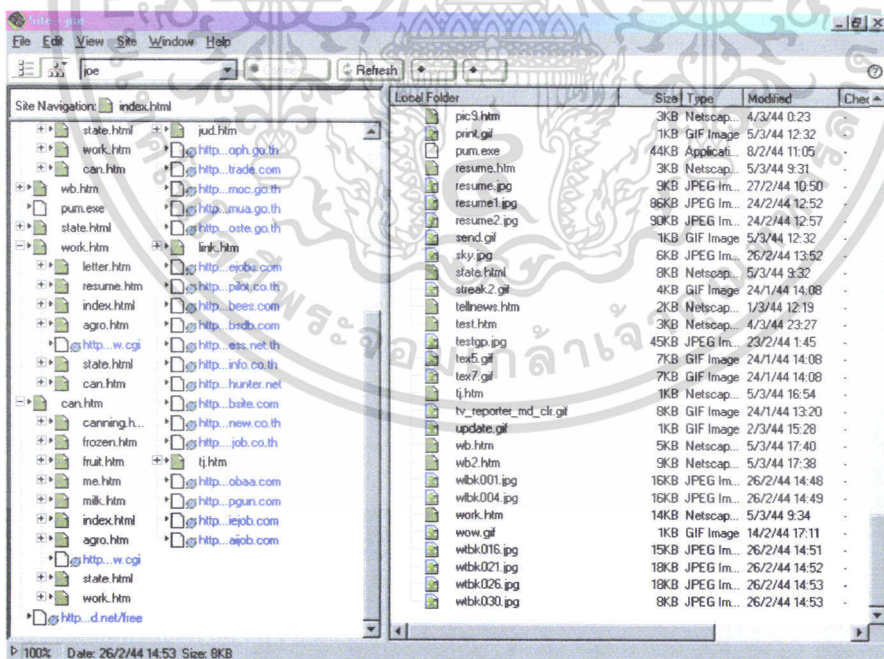 Site - joe
File Edit View Site Window Help
joe Refresh
Site Navigation: index.html
state.html jud.htm
work.htm http...oph.go.th
can.htm http...trade.com
wb.htm http...moc.go.th
pum.exe http...mua.go.th
state.html http...oste.go.th
work.htm link.htm
letter.htm http...ejobs.com
resume.htm http...pilot.co.th
index.html http...bees.com
agro.htm http...bsdb.com
http...w.cgi http...ess.net.th
state.html http...info.co.th
can.htm http...hunter.net
can.htm http...bsite.com
canning.h... http...new.co.th
frozen.htm http....job.co.th
fruit.htm tj.htm
me.htm http...obaa.com
milk.htm http...pgun.com
index.html http...iejob.com
agro.htm http...aijob.com
http...w.cgi
state.html
work.htm
http...d.net/free
Local Folder Size Type Modified Chec
pic9.htm 3KB Netscap... 4/3/44 0:23 -
print.gif 1KB GIF Image 5/3/44 12:32 -
pum.exe 44KB Applicati... 8/2/44 11:05 -
resume.htm 3KB Netscap... 5/3/44 9:31 -
resume.jpg 9KB JPEG Im... 27/2/44 10:50 -
resume1.jpg 86KB JPEG Im... 24/2/44 12:52 -
resume2.jpg 90KB JPEG Im... 24/2/44 12:57 -
send.gif 1KB GIF Image 5/3/44 12:32 -
sky.jpg 6KB JPEG Im... 26/2/44 13:52 -
state.html 8KB Netscap... 5/3/44 9:32 -
streak2.gif 4KB GIF Image 24/1/44 14:08 -
tellnews.htm 2KB Netscap... 1/3/44 12:19 -
test.htm 3KB Netscap... 4/3/44 23:27 -
testgp.jpg 45KB JPEG Im... 23/2/44 1:45 -
tex5.gif 7KB GIF Image 24/1/44 14:08 -
tex7.gif 7KB GIF Image 24/1/44 14:08 -
tj.htm 1KB Netscap... 5/3/44 16:54 -
tv_reporter_md_clr.gif 8KB GIF Image 24/1/44 13:20 -
update.gif 1KB GIF Image 2/3/44 15:28 -
wb.htm 5KB Netscap... 5/3/44 17:40 -
wb2.htm 9KB Netscap... 5/3/44 17:38 -
wlbk001.jpg 16KB JPEG Im... 26/2/44 14:48 -
wlbk004.jpg 16KB JPEG Im... 26/2/44 14:49 -
work.htm 14KB Netscap... 5/3/44 9:34 -
wow.gif 1KB GIF Image 14/2/44 17:11 -
wtbk016.jpg 15KB JPEG Im... 26/2/44 14:51 -
wtbk021.jpg 18KB JPEG Im... 26/2/44 14:52 -
wtbk026.jpg 18KB JPEG Im... 26/2/44 14:53 -
wtbk030.jpg 8KB JPEG Im... 26/2/44 14:53 -
100% Date: 26/2/44 14:53 Size: 8KB